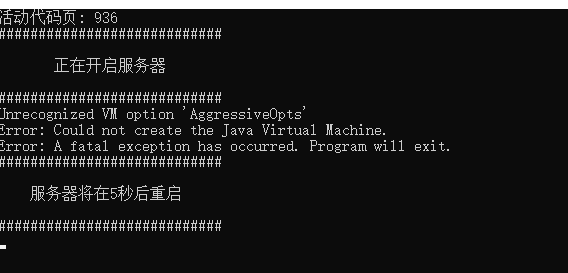 活动代码页: 936
############################
正在开启服务器
############################
Unrecognized VM option 'AggressiveOpts'
Error: Could not create the Java Virtual Machine.
Error: A fatal exception has occurred. Program will exit.
############################
服务器将在5秒后重启
############################